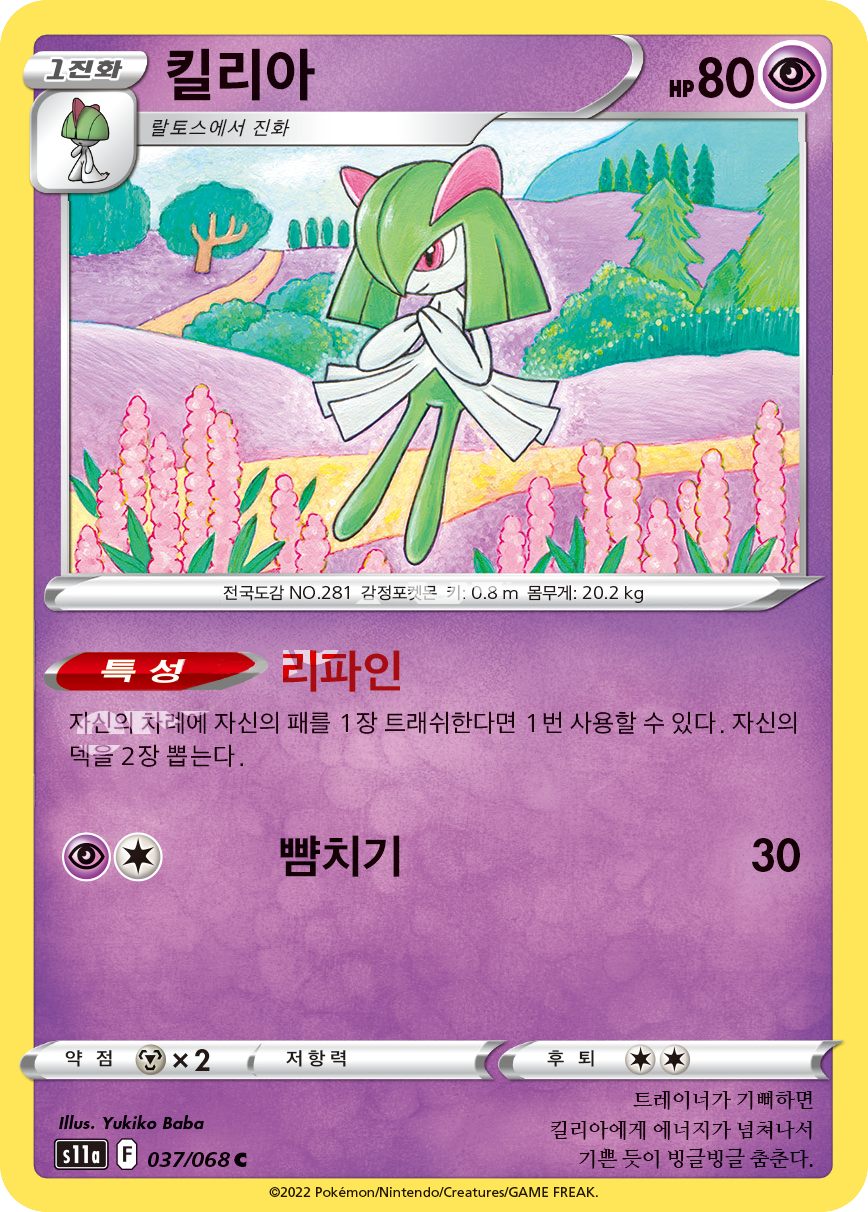 1진화
킬리아
HP 80
랄토스에서 진화
전국도감 NO.281 감정포켓몬 키: 0.8 m 몸무게: 20.2 kg
특성 리파인
자신의 차례에 자신의 패를 1장 트래쉬한다면 1번 사용할 수 있다. 자신의
덱을 2장 뽑는다.
뺨치기 30
약점 ×2 저항력 후퇴
트레이너가 기뻐하면
킬리아에게 에너지가 넘쳐나서
기쁜 듯이 빙글빙글 춤춘다.
Illus. Yukiko Baba
s11a F 037/068 C
©2022 Pokémon/Nintendo/Creatures/GAME FREAK.